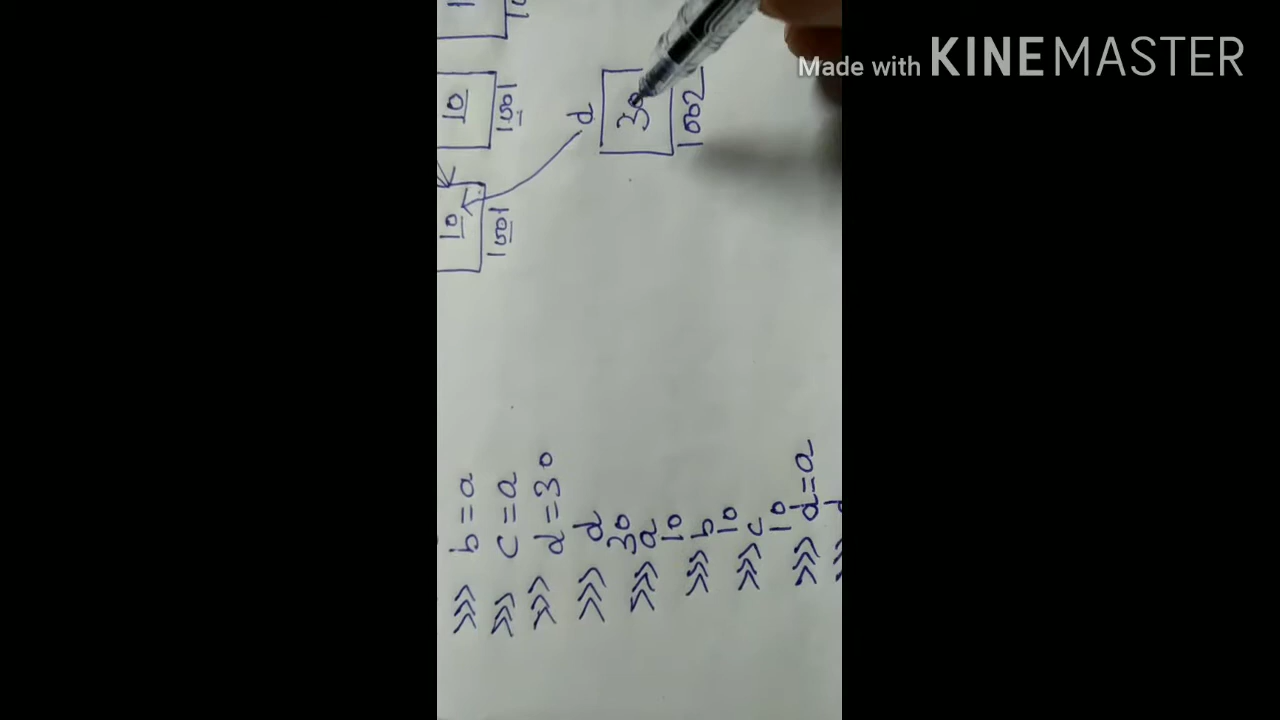 Made with KINEMASTER
10
1001
d
30
1002
10
1001
>>> b=a
>>> c=a
>>> d=30
>>> d
30
>>> a
10
>>> b
10
>>> c
10
>>> d=a
>>> d